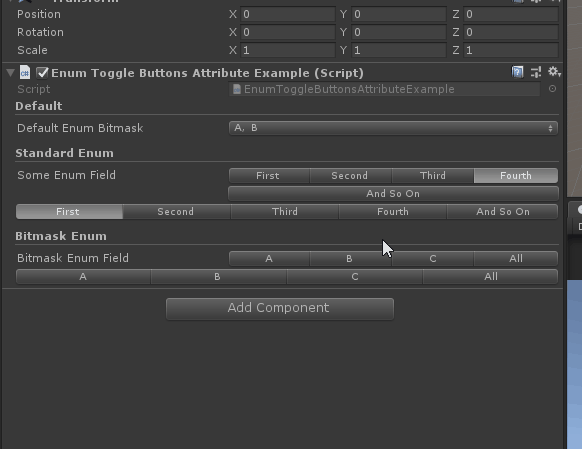 Transform
Position X 0 Y 0 Z 0
Rotation X 0 Y 0 Z 0
Scale X 1 Y 1 Z 1
Enum Toggle Buttons Attribute Example (Script)
Script EnumToggleButtonsAttributeExample
Default
Default Enum Bitmask A, B
Standard Enum
Some Enum Field First Second Third Fourth
And So On
First Second Third Fourth And So On
Bitmask Enum
Bitmask Enum Field A B C All
A B C All
Add Component